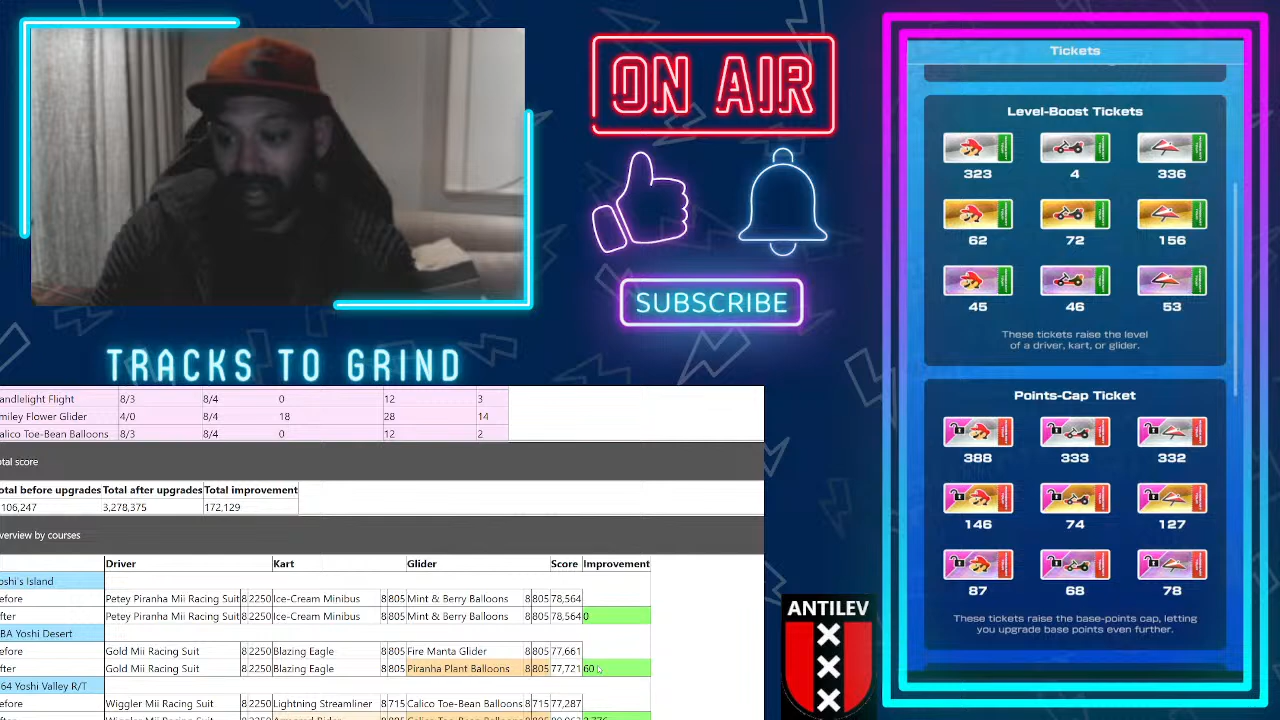 ON AIR
SUBSCRIBE
TRACKS TO GRIND
Tickets
Level-Boost Tickets
323 4 336
62 72 156
45 46 53
These tickets raise the level
of a driver, kart, or glider.
Points-Cap Ticket
388 333 332
146 74 127
87 68 78
These tickets raise the base-points cap, letting
you upgrade base points even further.
andlelight Flight 8/3 8/4 0 12 3
miley Flower Glider 4/0 8/4 18 28 14
alico Toe-Bean Balloons 8/3 8/4 0 12 2
otal score
otal before upgrades Total after upgrades Total improvement
106,247 3,278,375 172,129
verview by courses
Driver Kart Glider Score Improvement
oshi's Island
efore Petey Piranha Mii Racing Suit 8 2250 Ice-Cream Minibus 8 805 Mint & Berry Balloons 8 805 78,564
fter Petey Piranha Mii Racing Suit 8 2250 Ice-Cream Minibus 8 805 Mint & Berry Balloons 8 805 78,564 0
BA Yoshi Desert
efore Gold Mii Racing Suit 8 2250 Blazing Eagle 8 805 Fire Munta Glider 8 805 77,661
fter Gold Mii Racing Suit 8 2250 Blazing Eagle 8 805 Piranha Plant Balloons 8 805 77,721 60
64 Yoshi Valley R/T
efore Wiggler Mii Racing Suit 8 2250 Lightning Streamliner 8 715 Calico Toe-Bean Balloons 8 715 77,287
ANTILEV